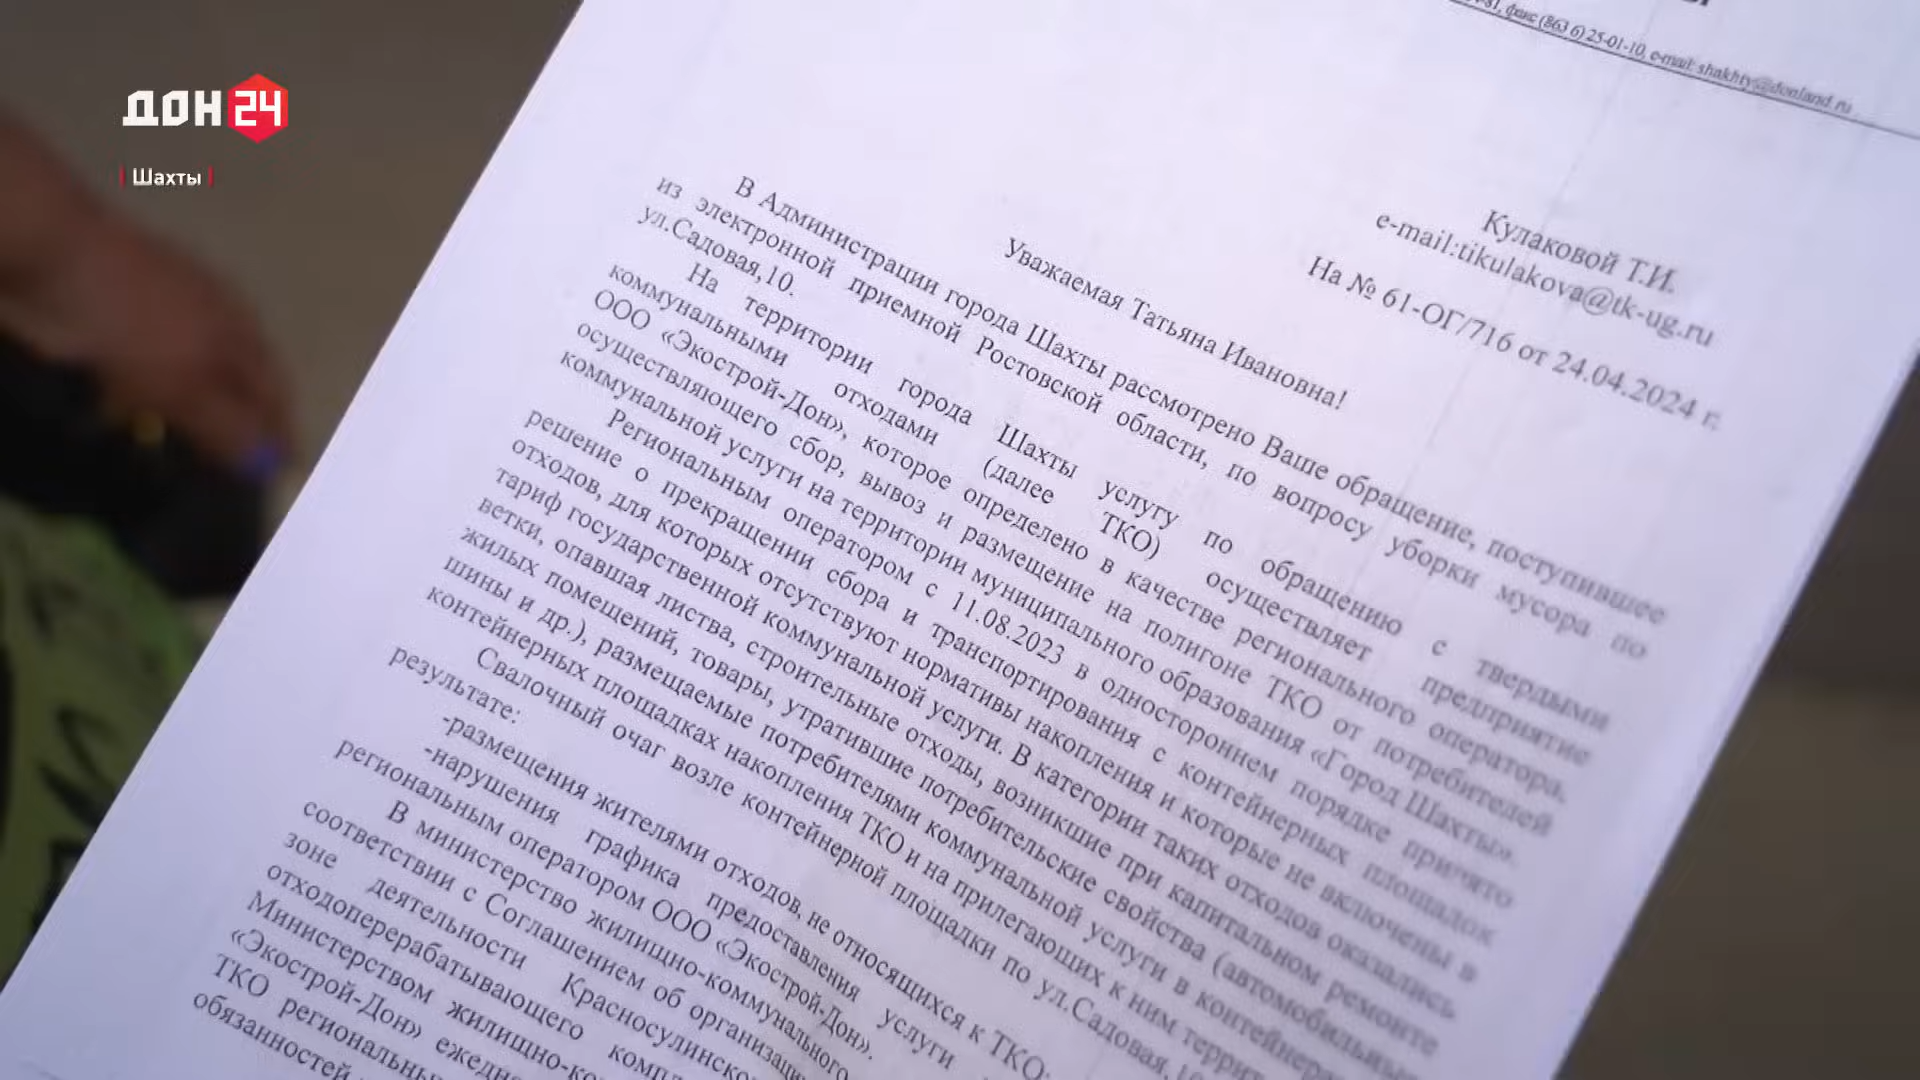 ДОН 24
Шахты
факс (863 6) 25-01-10, e-mail: shakhty@donland.ru
Кулаковой Т.И.
e-mail:tikulakova@tk-ug.ru
На № 61-ОГ/716 от 24.04.2024 г.
Уважаемая Татьяна Ивановна!
В Администрации города Шахты рассмотрено Ваше обращение, поступившее
из электронной приемной Ростовской области, по вопросу уборки мусора по
ул.Садовая,10.
На территории города Шахты услугу по обращению с твердыми
коммунальными отходами (далее ТКО) осуществляет предприятие
ООО «Экострой-Дон», которое определено в качестве регионального оператора,
осуществляющего сбор, вывоз и размещение на полигоне ТКО от потребителей
коммунальной услуги на территории муниципального образования «Город Шахты».
Региональным оператором с 11.08.2023 в одностороннем порядке принято
решение о прекращении сбора и транспортирования с контейнерных площадок
отходов, для которых отсутствуют нормативы накопления и которые не включены в
тариф государственной коммунальной услуги. В категории таких отходов оказались
ветки, опавшая листва, строительные отходы, возникшие при капитальном ремонте
жилых помещений, товары, утратившие потребительские свойства (автомобильные
шины и др.), размещаемые потребителями коммунальной услуги в
контейнерных площадках накопления ТКО и на прилегающих к ним
Свалочный очаг возле контейнерной площадки по ул.Садовая,
результате:
-размещения жителями отходов, не относящихся к ТКО;
-нарушения графика предоставления услуги
региональным оператором ООО «Экострой-Дон».
В министерство жилищно-коммунального
соответствии с Соглашением об
зоне деятельности
отходоперерабатывающего
Министерством
«Экострой-Дон»
ТКО
обязанностей